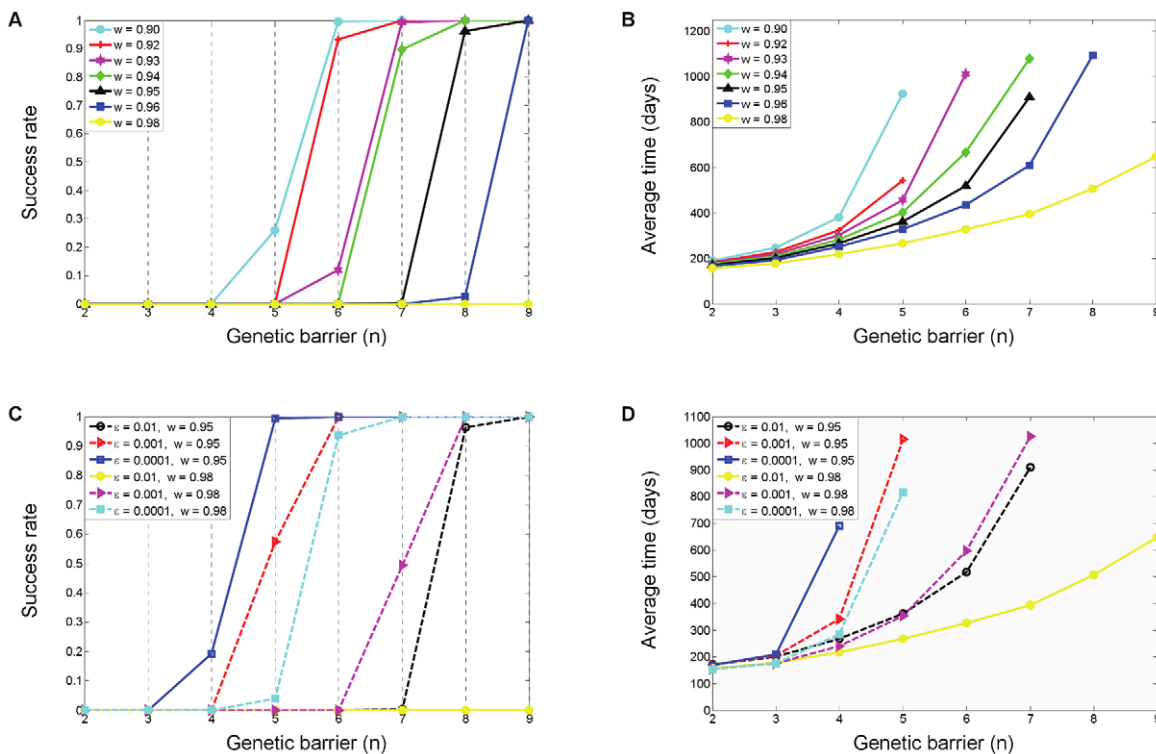 A
w = 0.90
w = 0.92
w = 0.93
w = 0.94
w = 0.95
w = 0.96
w = 0.98
Success rate
1
0.9
0.8
0.7
0.6
0.5
0.4
0.3
0.2
0.1
0
2 3 4 5 6 7 8 9
Genetic barrier (n)
B
w = 0.90
w = 0.92
w = 0.93
w = 0.94
w = 0.95
w = 0.96
w = 0.98
Average time (days)
1200
1000
800
600
400
200
0
2 3 4 5 6 7 8 9
Genetic barrier (n)
C
ε = 0.01, w = 0.95
ε = 0.001, w = 0.95
ε = 0.0001, w = 0.95
ε = 0.01, w = 0.98
ε = 0.001, w = 0.98
ε = 0.0001, w = 0.98
Success rate
1
0.9
0.8
0.7
0.6
0.5
0.4
0.3
0.2
0.1
0
2 3 4 5 6 7 8 9
Genetic barrier (n)
D
ε = 0.01, w = 0.95
ε = 0.001, w = 0.95
ε = 0.0001, w = 0.95
ε = 0.01, w = 0.98
ε = 0.001, w = 0.98
ε = 0.0001, w = 0.98
Average time (days)
1100
1000
900
800
700
600
500
400
300
200
100
0
2 3 4 5 6 7 8 9
Genetic barrier (n)